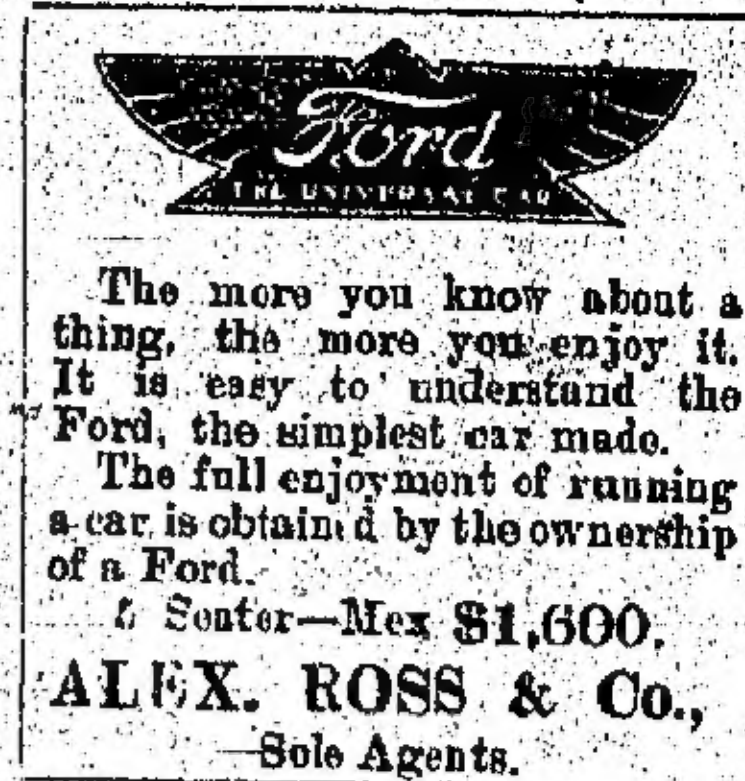 Ford
THE UNIVERSAL CAR
The more you know about a
thing, the more you enjoy it.
It is easy to understand the
Ford, the simplest car made.
The full enjoyment of running
a car is obtained by the ownership
of a Ford.
Seater—Mex $1,600.
ALEX. ROSS & Co.,
—Sole Agents.